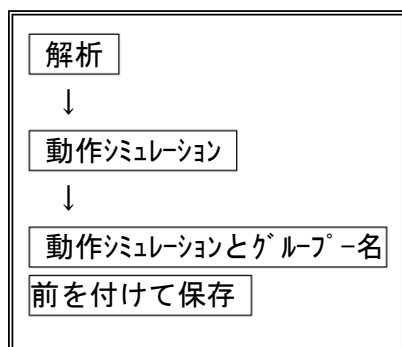 解析
↓
動作ｼﾐｭﾚｰｼｮﾝ
↓
動作ｼﾐｭﾚｰｼｮﾝとｸﾞﾙｰﾌﾟｰ名
前を付けて保存